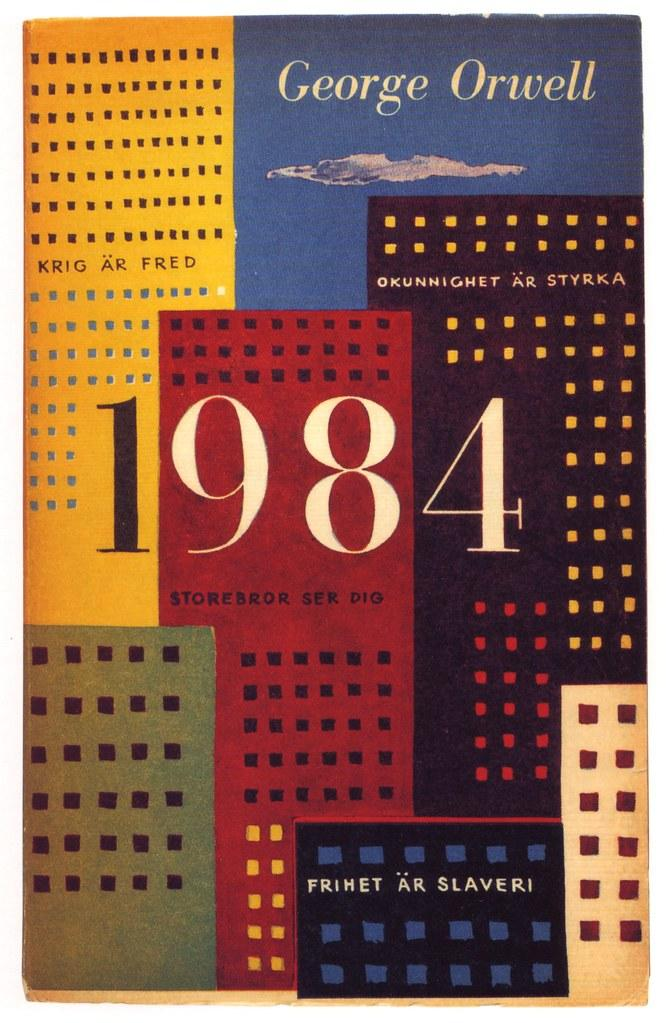 George Orwell
KRIG ÄR FRED
OKUNNIGHET ÄR STYRKA
1984
STOREBROR SER DIG
FRIHET ÄR SLAVERI